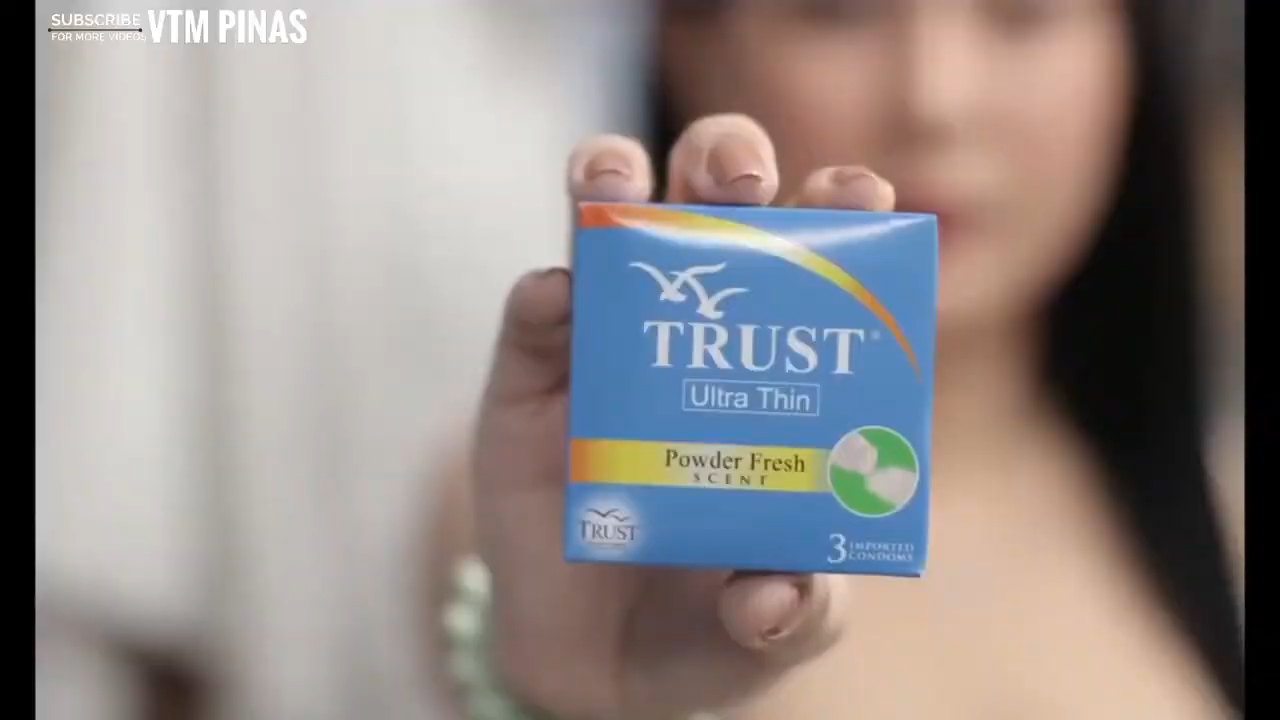 SUBSCRIBE
FOR MORE VIDEOS
VTM PINAS
TRUST®
Ultra Thin
Powder Fresh
SCENT
TRUST
3 IMPORTED
CONDOMS